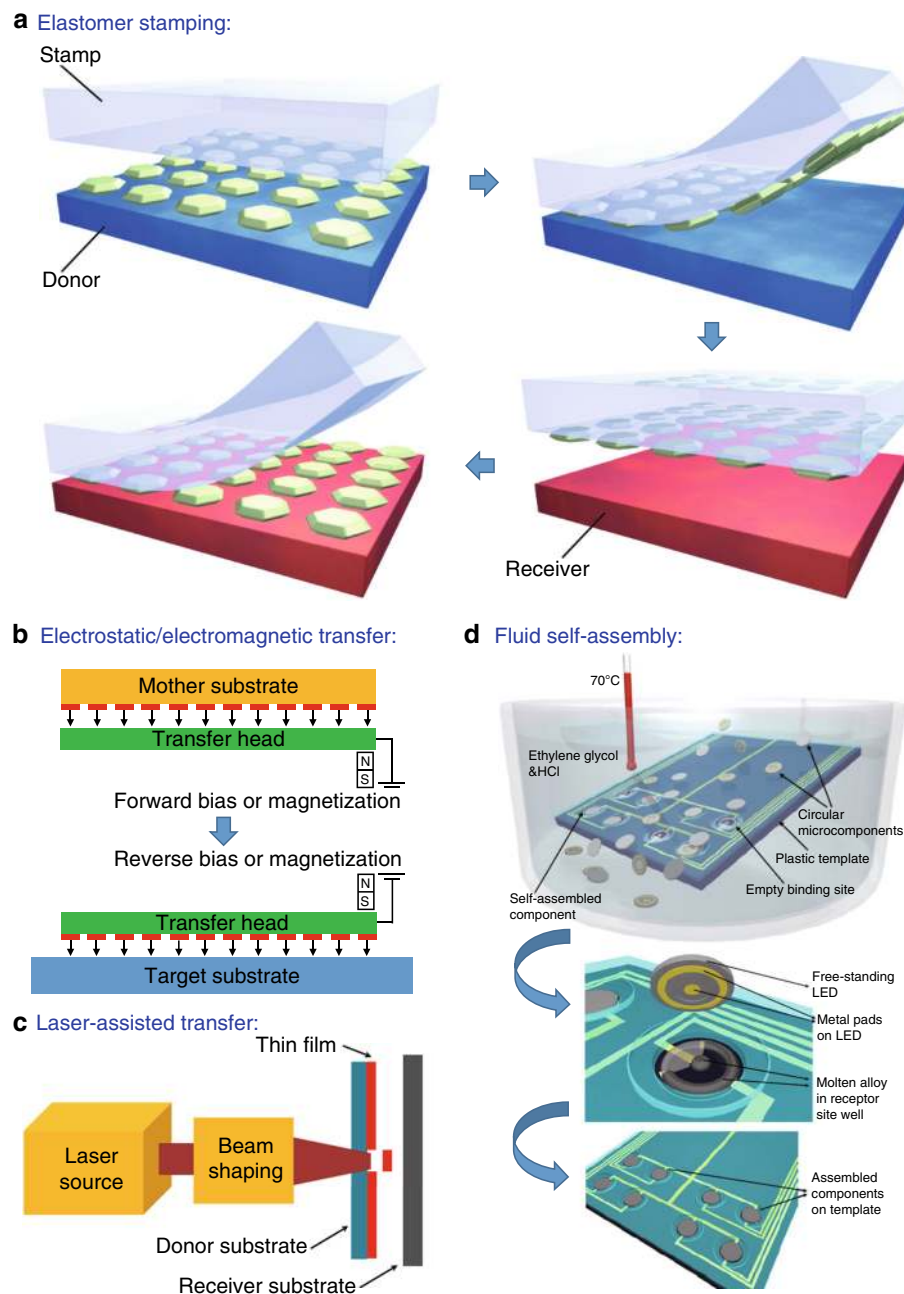 a Elastomer stamping:
Stamp
Donor
Receiver
b Electrostatic/electromagnetic transfer:
Mother substrate
Transfer head
N
S
Forward bias or magnetization
Reverse bias or magnetization
N
S
Transfer head
Target substrate
c Laser-assisted transfer:
Thin film
Laser
source
Beam
shaping
Donor substrate
Receiver substrate
d Fluid self-assembly:
70°C
Ethylene glycol
&HCl
Circular
microcomponents
Plastic template
Empty binding site
Self-assembled
component
Free-standing
LED
Metal pads
on LED
Molten alloy
in receptor
site well
Assembled
components
on template